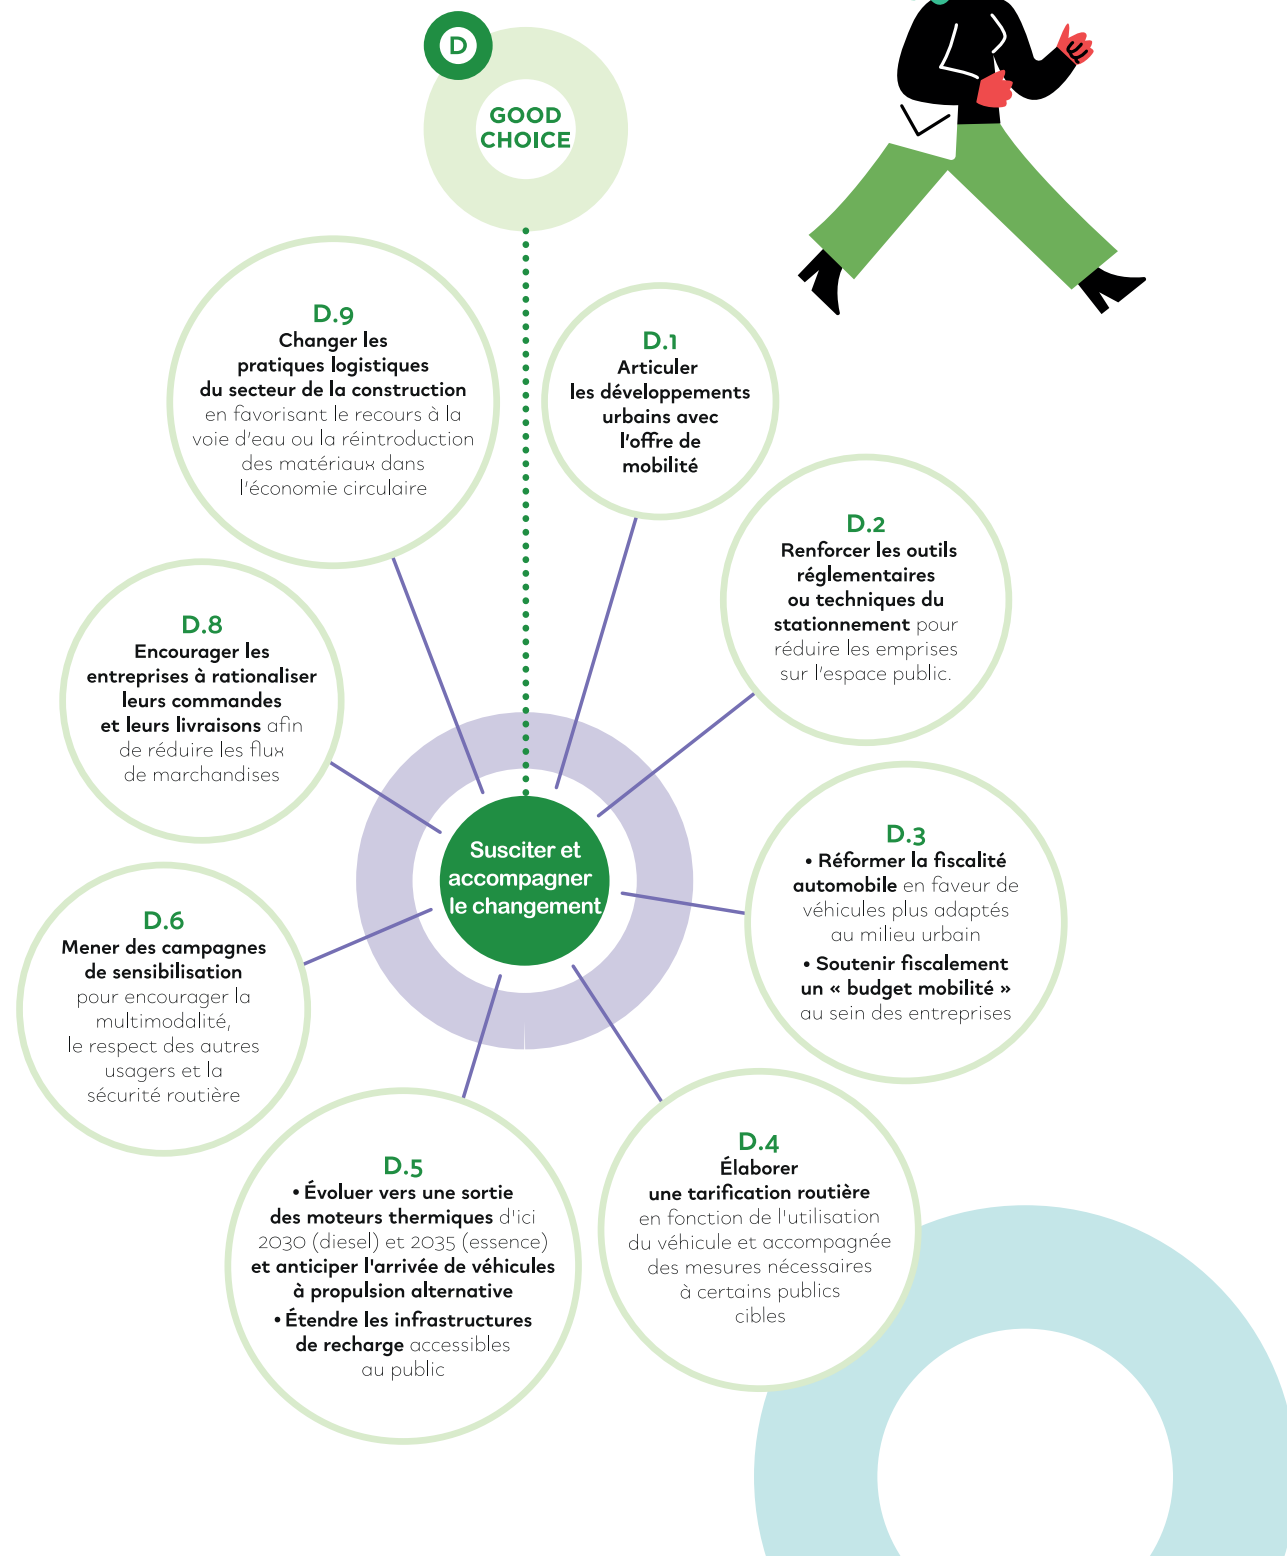 D
GOOD
CHOICE
D.9
Changer les
pratiques logistiques
du secteur de la construction
en favorisant le recours à la
voie d'eau ou la réintroduction
des matériaux dans
l'économie circulaire
D.1
Articuler
les développements
urbains avec
l'offre de
mobilité
D.2
Renforcer les outils
réglementaires
ou techniques du
stationnement pour
réduire les emprises
sur l'espace public.
D.8
Encourager les
entreprises à rationaliser
leurs commandes
et leurs livraisons afin
de réduire les flux
de marchandises
Susciter et
accompagner
le changement
D.3
• Réformer la fiscalité
automobile en faveur de
véhicules plus adaptés
au milieu urbain
• Soutenir fiscalement
un « budget mobilité »
au sein des entreprises
D.6
Mener des campagnes
de sensibilisation
pour encourager la
multimodalité,
le respect des autres
usagers et la
sécurité routière
D.4
Élaborer
une tarification routière
en fonction de l'utilisation
du véhicule et accompagnée
des mesures nécessaires
à certains publics
cibles
D.5
• Évoluer vers une sortie
des moteurs thermiques d'ici
2030 (diesel) et 2035 (essence)
et anticiper l'arrivée de véhicules
à propulsion alternative
• Étendre les infrastructures
de recharge accessibles
au public